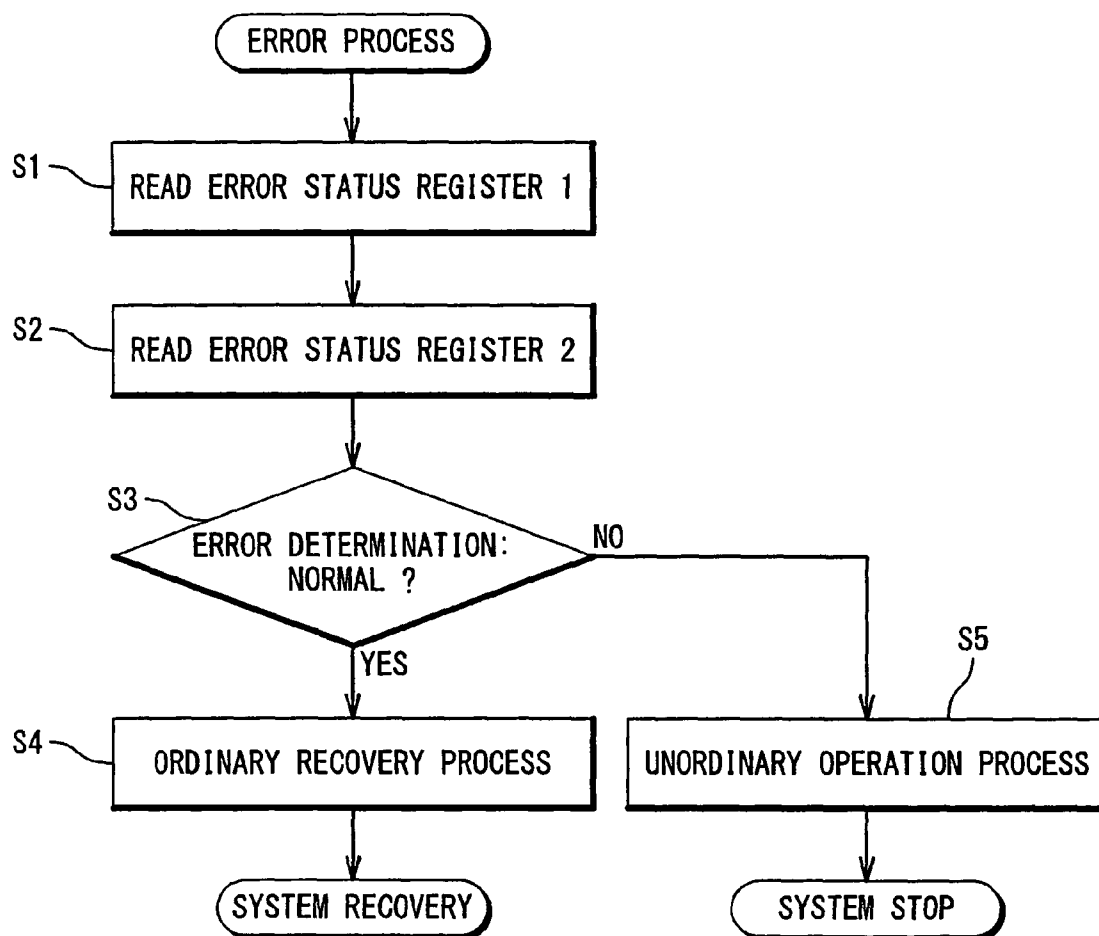 ERROR PROCESS
S1
READ ERROR STATUS REGISTER 1
S2
READ ERROR STATUS REGISTER 2
S3
ERROR DETERMINATION:
NORMAL ?
NO
YES
S5
S4
ORDINARY RECOVERY PROCESS
UNORDINARY OPERATION PROCESS
SYSTEM RECOVERY
SYSTEM STOP